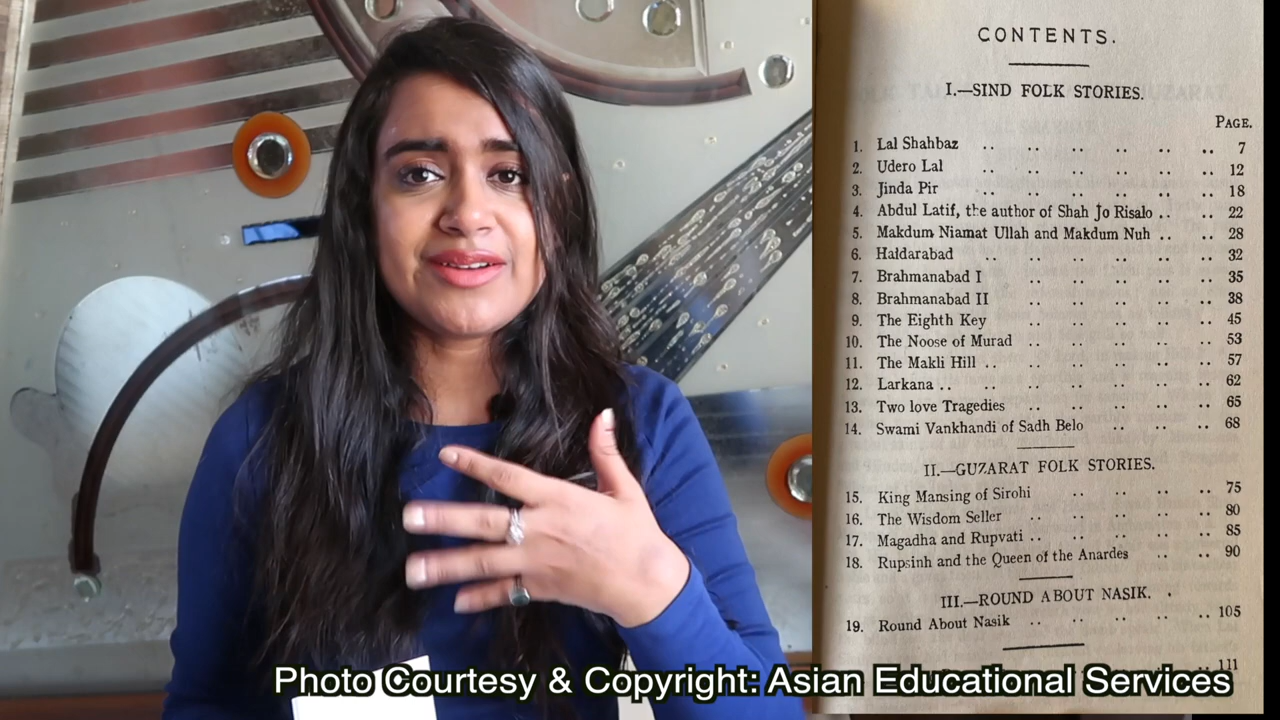 CONTENTS.
I.—SIND FOLK STORIES.
PAGE.
1. Lal Shahbaz .. .. .. .. .. .. 7
2. Udero Lal .. .. .. .. .. .. 12
3. Jinda Pir .. .. .. .. .. .. 18
4. Abdul Latif, the author of Shah Jo Risalo .. .. 22
5. Makdum Niamat Ullah and Makdum Nuh .. .. 28
6. Haidarabad .. .. .. .. .. .. 32
7. Brahmanabad I .. .. .. .. .. 35
8. Brahmanabad II .. .. .. .. .. 38
9. The Eighth Key .. .. .. .. .. 45
10. The Noose of Murad .. .. .. .. .. 53
11. The Makli Hill .. .. .. .. .. .. 57
12. Larkana .. .. .. .. .. .. .. 62
13. Two love Tragedies .. .. .. .. .. 65
14. Swami Vankhandi of Sadh Belo .. .. .. 68
II.—GUZARAT FOLK STORIES.
15. King Mansing of Sirohi .. .. .. .. 75
16. The Wisdom Seller .. .. .. .. .. 80
17. Magadha and Rupvati .. .. .. .. .. 85
18. Rupsinh and the Queen of the Anardes .. .. 90
III.—ROUND ABOUT NASIK.
19. Round About Nasik .. .. .. .. .. 105
111
Photo Courtesy & Copyright: Asian Educational Services